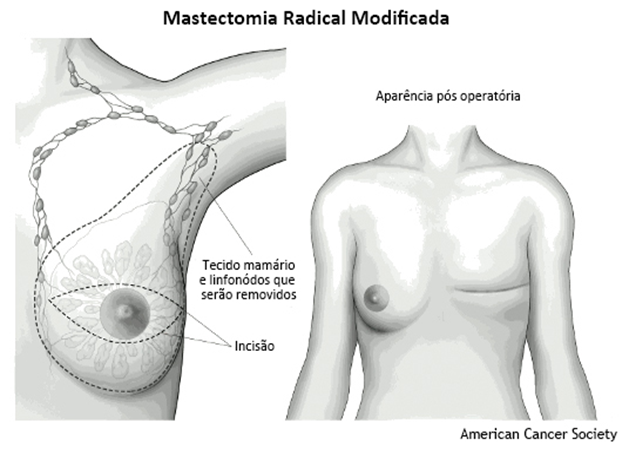 Mastectomia Radical Modificada
Aparência pós operatória
Tecido mamário
e linfonódos que
serão removidos
Incisão
American Cancer Society